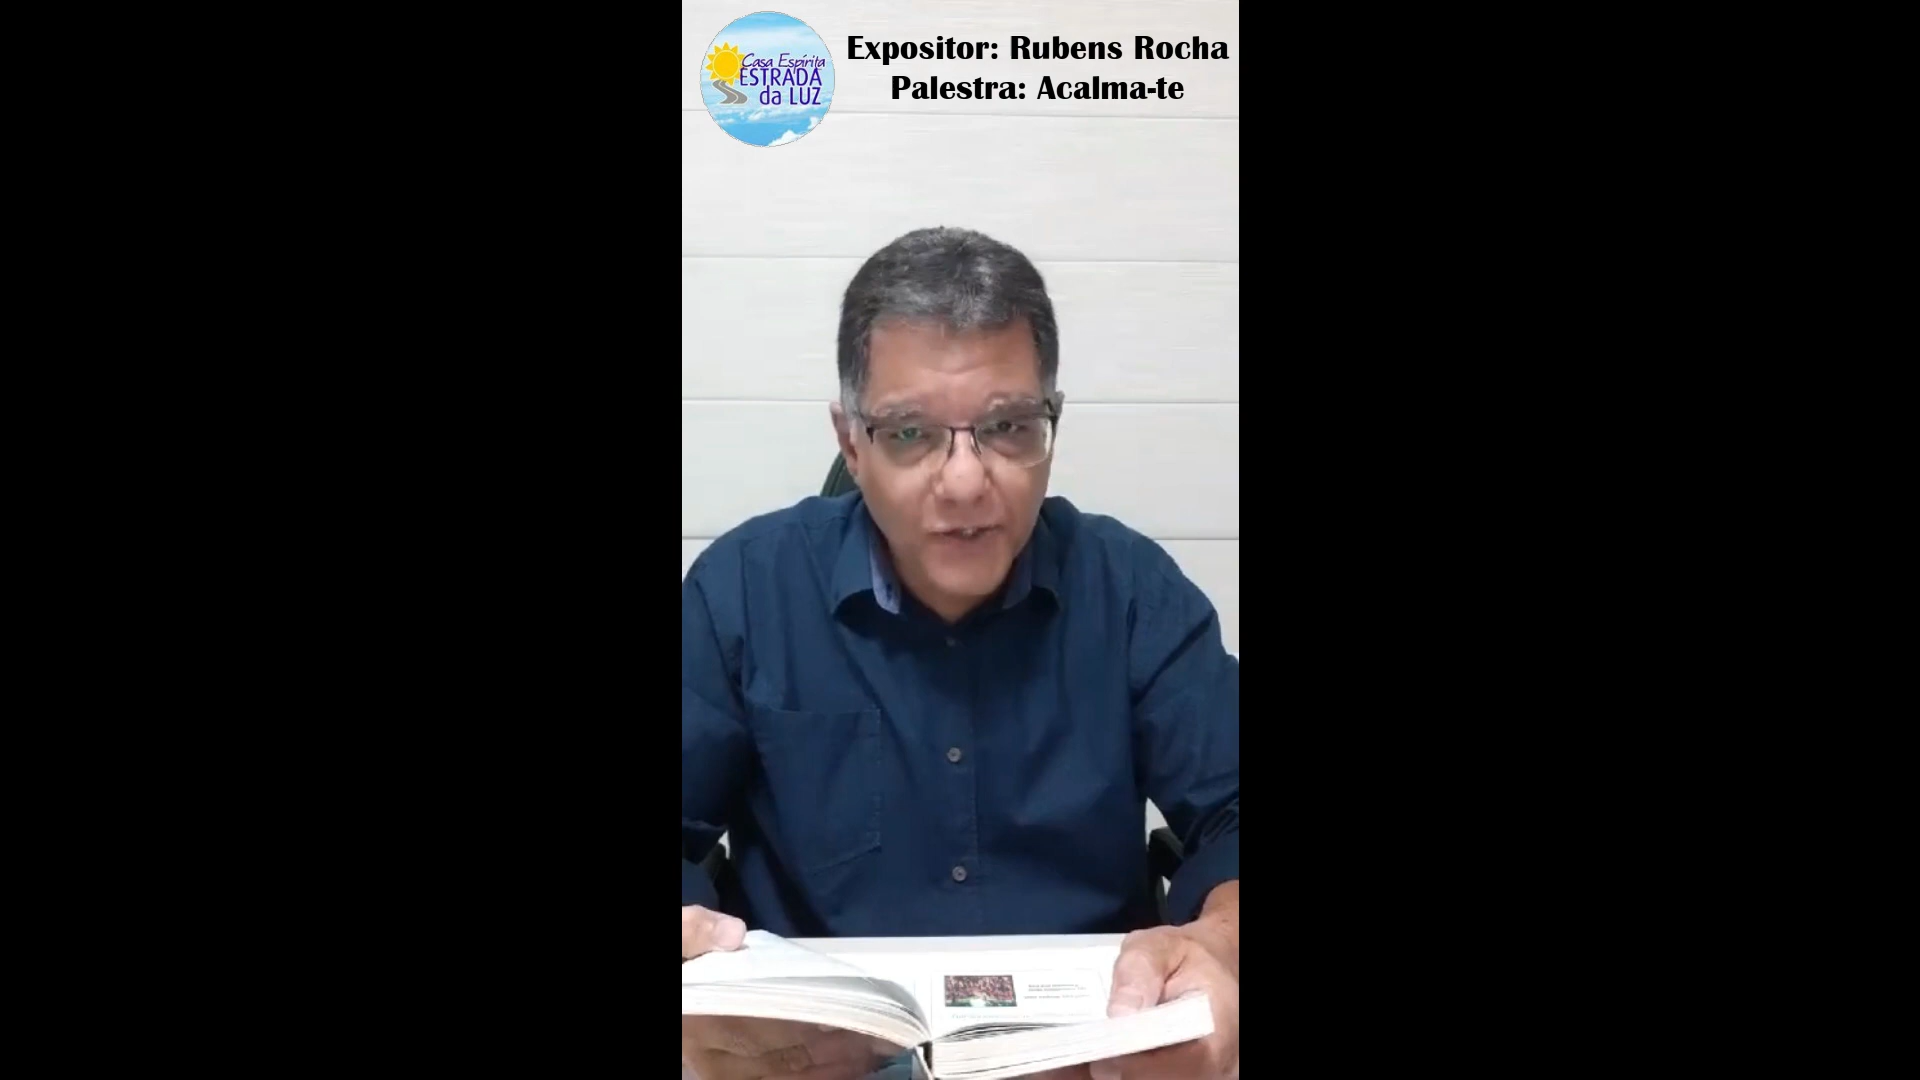 Casa Espírita
ESTRADA
da LUZ
Expositor: Rubens Rocha
Palestra: Acalma-te